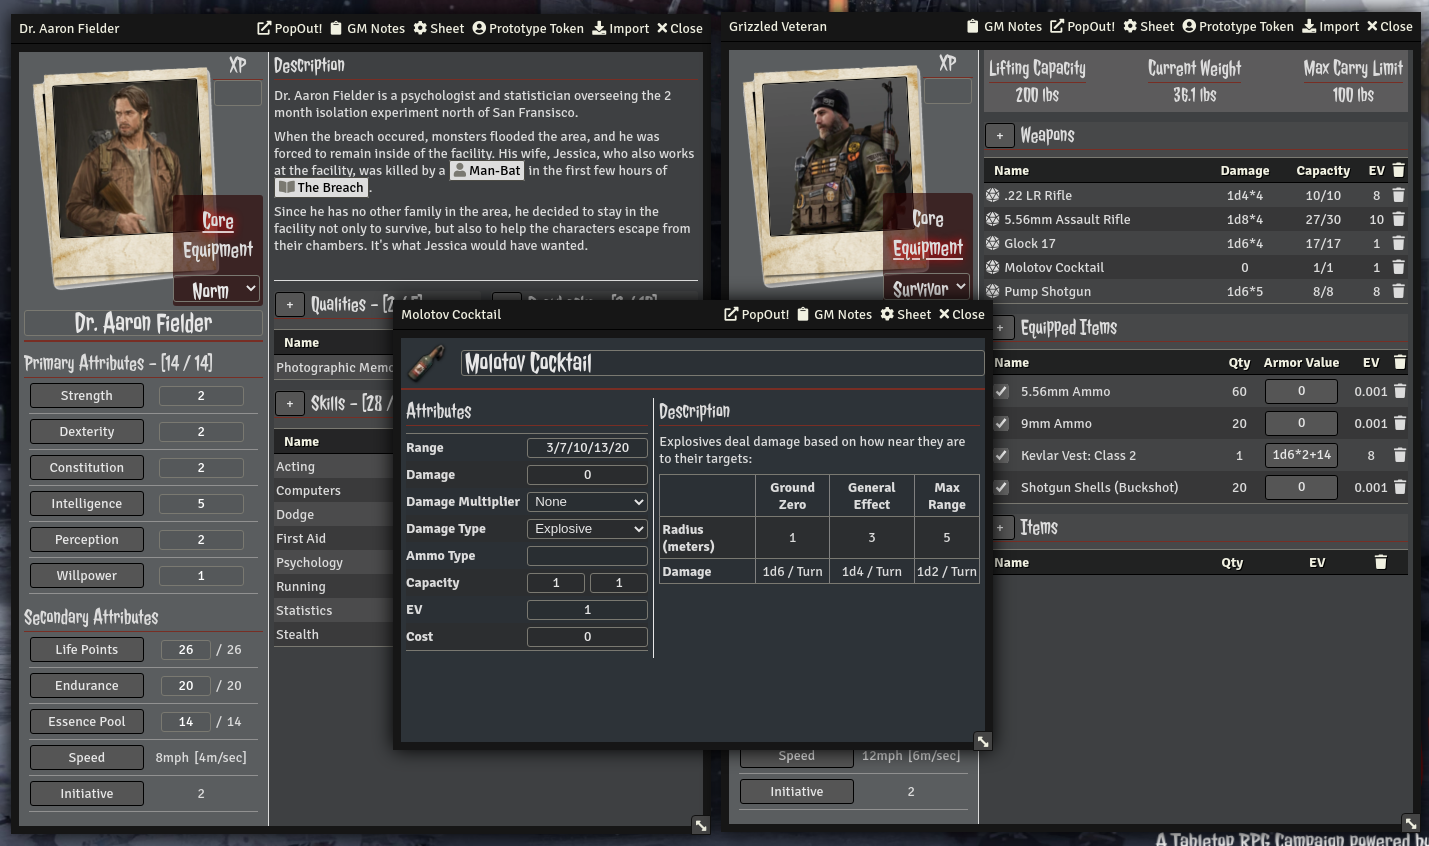 Dr. Aaron Fielder
PopOut! GM Notes Sheet Prototype Token Import Close
XP
Core
Equipment
Norm
Dr. Aaron Fielder
Primary Attributes – [14 / 14]
Strength 2
Dexterity 2
Constitution 2
Intelligence 5
Perception 2
Willpower 1
Secondary Attributes
Life Points 26 / 26
Endurance 20 / 20
Essence Pool 14 / 14
Speed 8mph [4m/sec]
Initiative 2
Description
Dr. Aaron Fielder is a psychologist and statistician overseeing the 2
month isolation experiment north of San Fransisco.
When the breach occured, monsters flooded the area, and he was
forced to remain inside of the facility. His wife, Jessica, who also works
at the facility, was killed by a Man-Bat in the first few hours of
The Breach.
Since he has no other family in the area, he decided to stay in the
facility not only to survive, but also to help the characters escape from
their chambers. It's what Jessica would have wanted.
+ Qualities –
Name
Photographic Memo
+ Skills – [28 /
Name
Acting
Computers
Dodge
First Aid
Psychology
Running
Statistics
Stealth
Molotov Cocktail
PopOut! GM Notes Sheet Close
Molotov Cocktail
Attributes
Range 3/7/10/13/20
Damage 0
Damage Multiplier None
Damage Type Explosive
Ammo Type
Capacity 1 1
EV 1
Cost 0
Description
Explosives deal damage based on how near they are
to their targets:
Ground Zero General Effect Max Range
Radius (meters) 1 3 5
Damage 1d6 / Turn 1d4 / Turn 1d2 / Turn
Grizzled Veteran
GM Notes PopOut! Sheet Prototype Token Import Close
XP
Core
Equipment
Survivor
Speed 12mph [6m/sec]
Initiative 2
Lifting Capacity Current Weight Max Carry Limit
200 lbs 36.1 lbs 100 lbs
+ Weapons
Name Damage Capacity EV
.22 LR Rifle 1d4*4 10/10 8
5.56mm Assault Rifle 1d8*4 27/30 10
Glock 17 1d6*4 17/17 1
Molotov Cocktail 0 1/1 1
Pump Shotgun 1d6*5 8/8 8
+ Equipped Items
Name Qty Armor Value EV
5.56mm Ammo 60 0 0.001
9mm Ammo 20 0 0.001
Kevlar Vest: Class 2 1 1d6*2+14 8
Shotgun Shells (Buckshot) 20 0 0.001
+ Items
Name Qty EV
A Tabletop RPG Campaign powered by